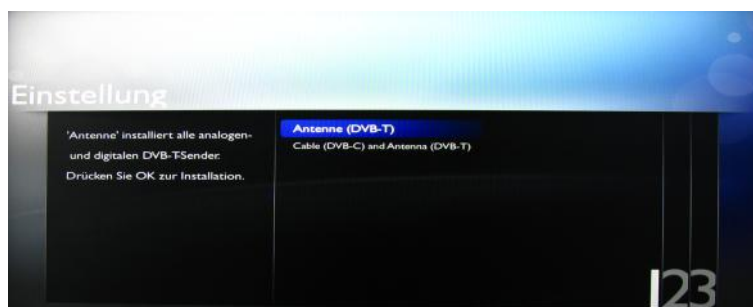 Einstellung
'Antenne' installiert alle analogen-
und digitalen DVB-T-Sender.
Drücken Sie OK zur Installation.
Antenne (DVB-T)
Cable (DVB-C) and Antenna (DVB-T)
123